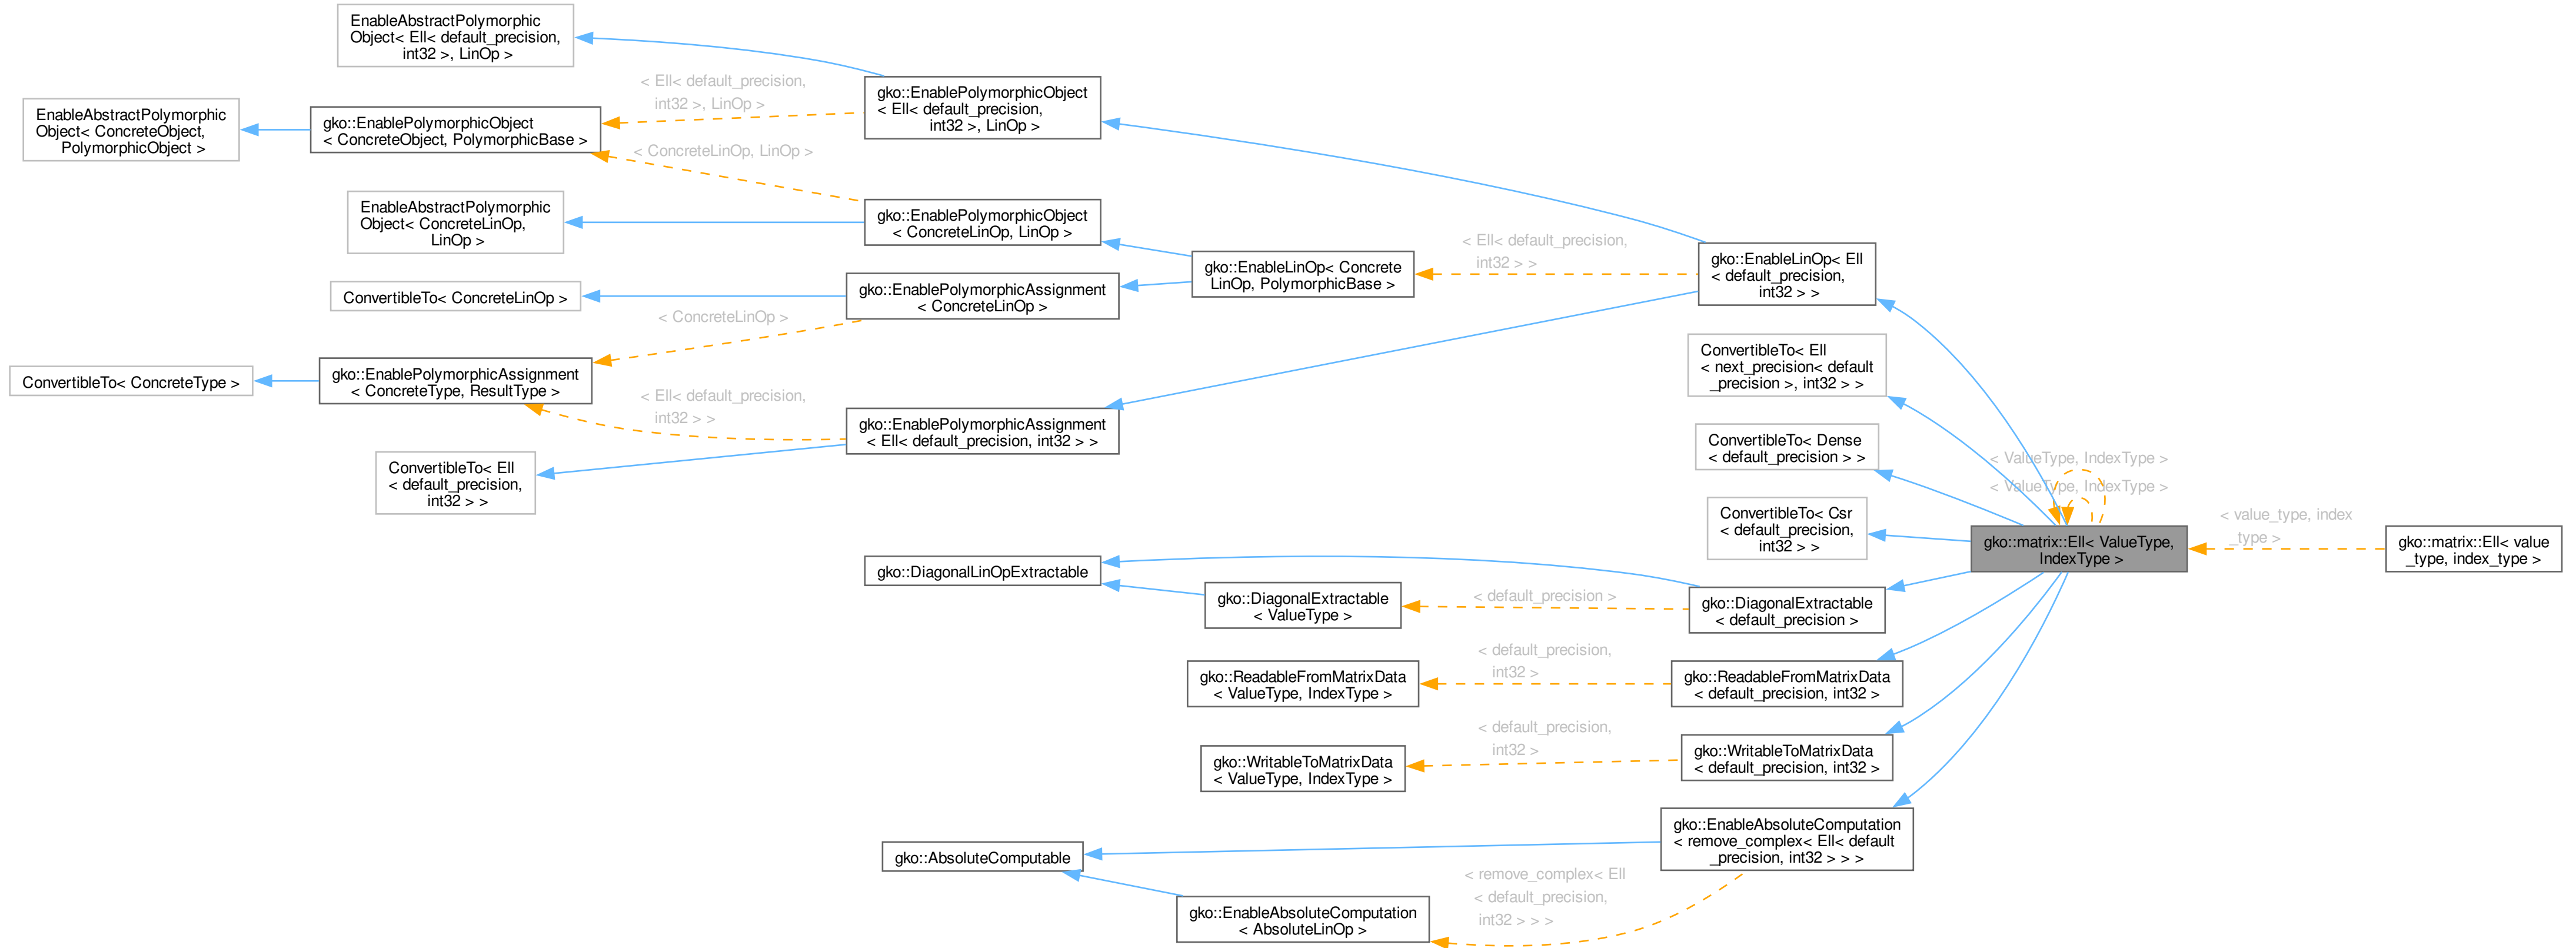 EnableAbstractPolymorphic
Object< Ell< default_precision,
int32 >, LinOp >
EnableAbstractPolymorphic
Object< ConcreteObject,
PolymorphicObject >
gko::EnablePolymorphicObject
< ConcreteObject, PolymorphicBase >
< Ell< default_precision,
int32 >, LinOp >
< ConcreteLinOp, LinOp >
gko::EnablePolymorphicObject
< Ell< default_precision,
int32 >, LinOp >
EnableAbstractPolymorphic
Object< ConcreteLinOp,
LinOp >
gko::EnablePolymorphicObject
< ConcreteLinOp, LinOp >
ConvertibleTo< ConcreteLinOp >
gko::EnablePolymorphicAssignment
< ConcreteLinOp >
gko::EnableLinOp< Concrete
LinOp, PolymorphicBase >
< Ell< default_precision,
int32 > >
gko::EnableLinOp< Ell
< default_precision,
int32 > >
< ConcreteLinOp >
ConvertibleTo< ConcreteType >
gko::EnablePolymorphicAssignment
< ConcreteType, ResultType >
< Ell< default_precision,
int32 > >
gko::EnablePolymorphicAssignment
< Ell< default_precision, int32 > >
ConvertibleTo< Ell
< default_precision,
int32 > >
ConvertibleTo< Ell
< next_precision< default
_precision >, int32 > >
ConvertibleTo< Dense
< default_precision > >
ConvertibleTo< Csr
< default_precision,
int32 > >
< ValueType, IndexType >
< ValueType, IndexType >
gko::matrix::Ell< ValueType,
IndexType >
< value_type, index
_type >
gko::matrix::Ell< value
_type, index_type >
gko::DiagonalLinOpExtractable
gko::DiagonalExtractable
< ValueType >
< default_precision >
gko::DiagonalExtractable
< default_precision >
gko::ReadableFromMatrixData
< ValueType, IndexType >
< default_precision,
int32 >
gko::ReadableFromMatrixData
< default_precision, int32 >
gko::WritableToMatrixData
< ValueType, IndexType >
< default_precision,
int32 >
gko::WritableToMatrixData
< default_precision, int32 >
gko::AbsoluteComputable
gko::EnableAbsoluteComputation
< remove_complex< Ell< default
_precision, int32 > > >
gko::EnableAbsoluteComputation
< AbsoluteLinOp >
< remove_complex< Ell
< default_precision,
int32 > > >